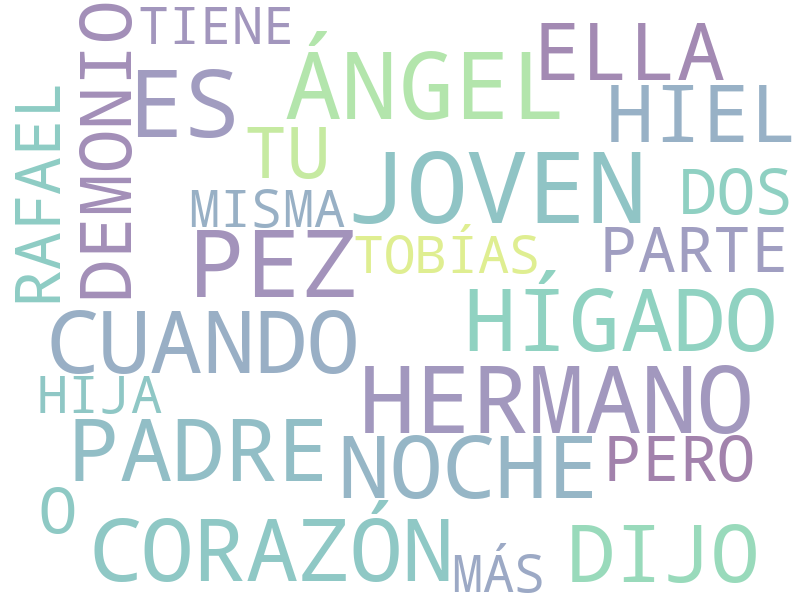 TIENE
DEMONIO
ES
ÁNGEL
ELLA
HIEL
RAFAEL
TU
JOVEN
DOS
MISMA
PEZ
TOBÍAS
PARTE
CUANDO
HÍGADO
HIJA
HERMANO
PADRE
NOCHE
PERO
O
CORAZÓN
MÁS
DIJO